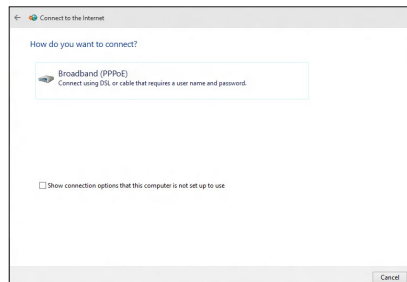 Connect to the Internet
How do you want to connect?
Broadband (PPPoE)
Connect using DSL or cable that requires a user name and password.
Show connection options that this computer is not set up to use
Cancel